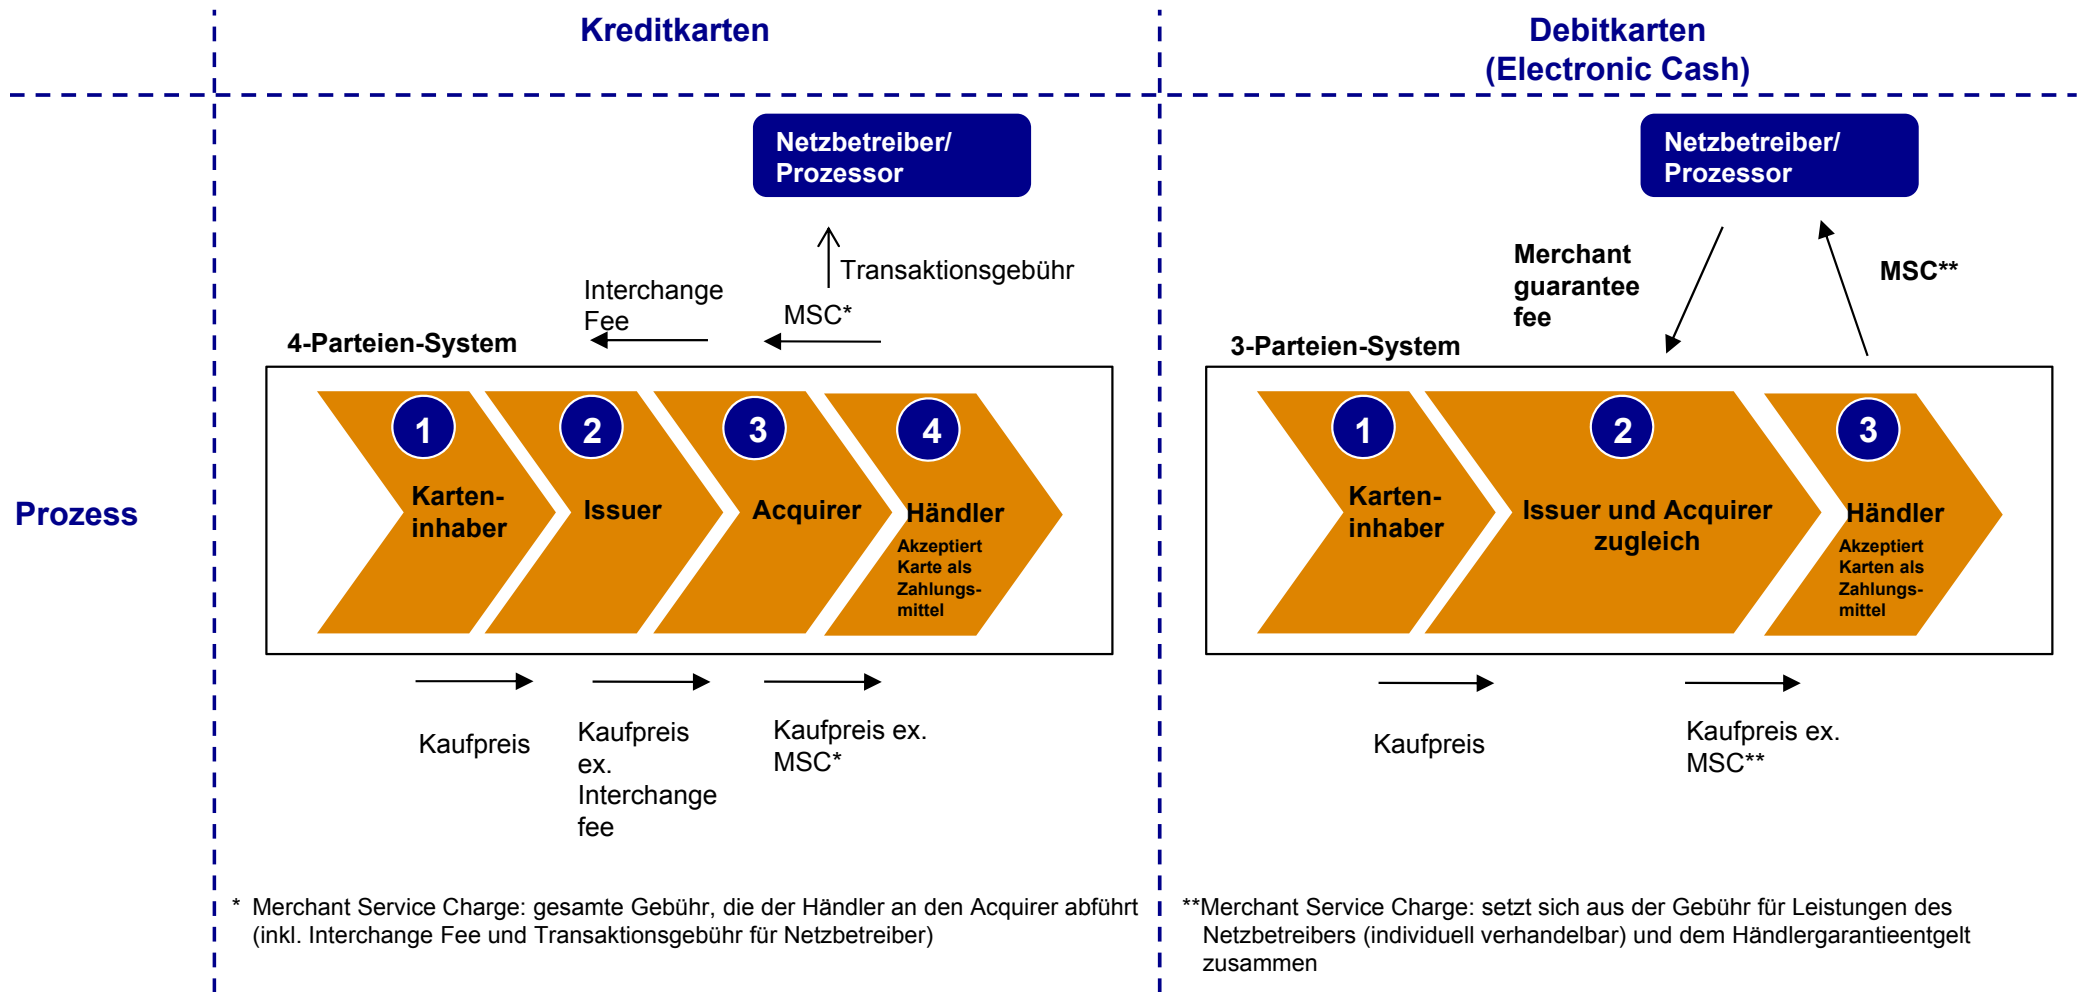 Kreditkarten
Debitkarten
(Electronic Cash)
Prozess
Netzbetreiber/
Prozessor
Transaktionsgebühr
Interchange
Fee
MSC*
4-Parteien-System
1
Karten-
inhaber
2
Issuer
3
Acquirer
4
Händler
Akzeptiert
Karte als
Zahlungs-
mittel
Kaufpreis
Kaufpreis
ex.
Interchange
fee
Kaufpreis ex.
MSC*
* Merchant Service Charge: gesamte Gebühr, die der Händler an den Acquirer abführt
(inkl. Interchange Fee und Transaktionsgebühr für Netzbetreiber)
Netzbetreiber/
Prozessor
Merchant
guarantee
fee
MSC**
3-Parteien-System
1
Karten-
inhaber
2
Issuer und Acquirer
zugleich
3
Händler
Akzeptiert
Karten als
Zahlungs-
mittel
Kaufpreis
Kaufpreis ex.
MSC**
**Merchant Service Charge: setzt sich aus der Gebühr für Leistungen des
Netzbetreibers (individuell verhandelbar) und dem Händlergarantieentgelt
zusammen